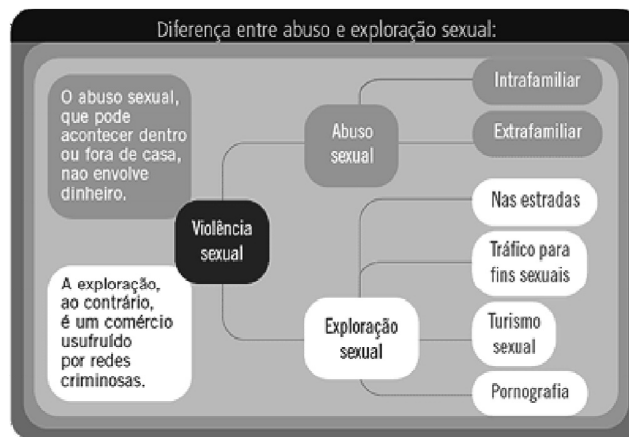 Diferença entre abuso e exploração sexual:
O abuso sexual,
que pode
acontecer dentro
ou fora de casa,
nao envolve
dinheiro.
Violência
sexual
A exploração,
ao contrário,
é um comércio
usufruído
por redes
criminosas.
Abuso
sexual
Intrafamiliar
Extrafamiliar
Exploração
sexual
Nas estradas
Tráfico para
fins sexuais
Turismo
sexual
Pornografia